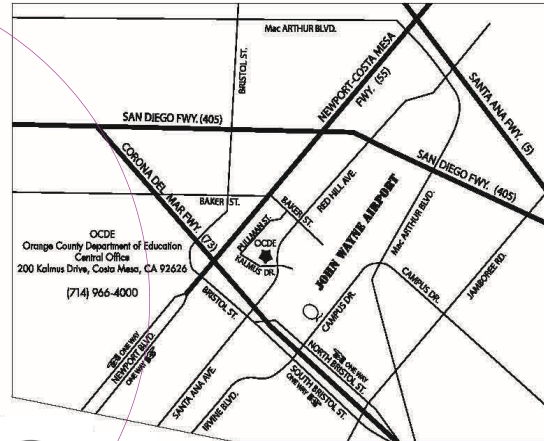 Mac ARTHUR BLVD.
BRISTOL ST.
NEWPORT-COSTA MESA
FWY. (55)
SANTA ANA FWY. (5)
SAN DIEGO FWY. (405)
SAN DIEGO FWY. (405)
CORONA DEL MAR FWY. (73)
BAKER ST.
BAKER ST.
RED HILL AVE.
PULLMAN ST.
OCDE
KALMUS DR.
JOHN WAYNE AIRPORT
Mac ARTHUR BLVD.
OCDE
Orange County Department of Education
Central Office
200 Kalmus Drive, Costa Mesa, CA 92626
(714) 966-4000
CAMPUS DR.
JAMBOREE RD.
CAMPUS DR.
BRISTOL ST.
ONE WAY
NEWPORT BLVD.
ONE WAY
ONE WAY
NORTH BRISTOL ST.
SOUTH BRISTOL ST.
ONE WAY
SANTA ANA AVE.
IRVINE BLVD.